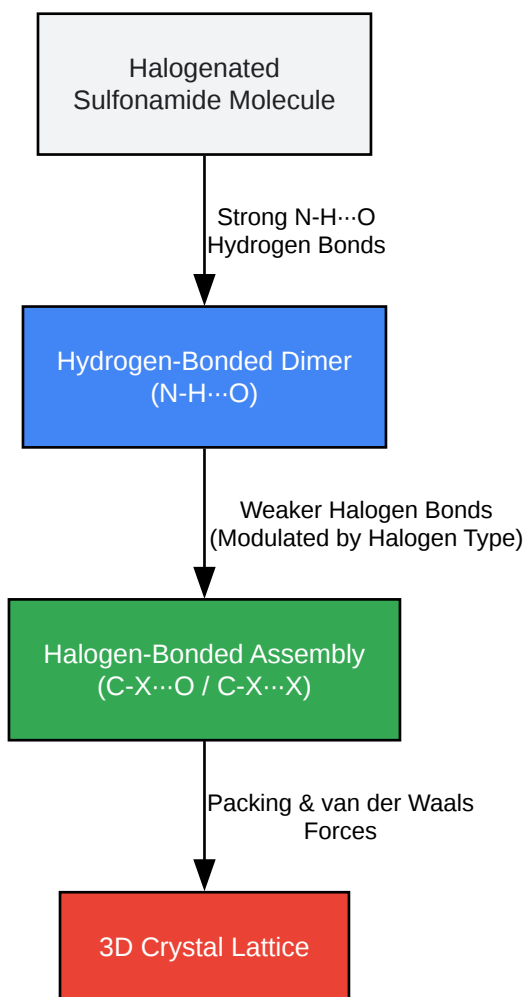 Halogenated
Sulfonamide Molecule
Strong N-H···O
Hydrogen Bonds
Hydrogen-Bonded Dimer
(N-H···O)
Weaker Halogen Bonds
(Modulated by Halogen Type)
Halogen-Bonded Assembly
(C-X···O / C-X···X)
Packing & van der Waals
Forces
3D Crystal Lattice